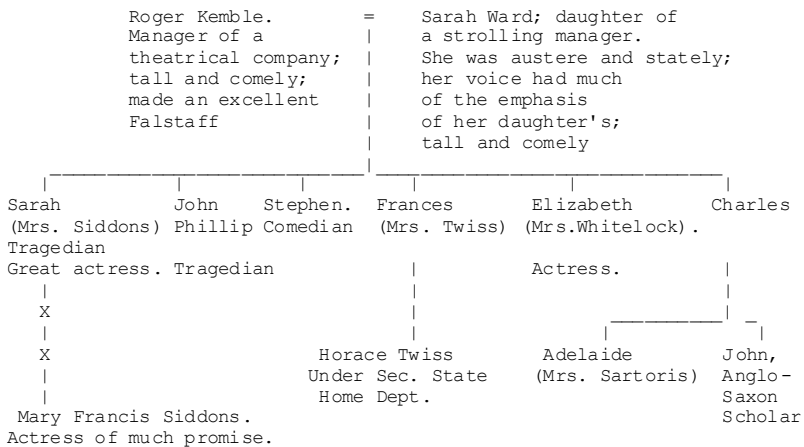 Roger Kemble. = Sarah Ward; daughter of
Manager of a | a strolling manager.
theatrical company; | She was austere and stately;
tall and comely; | her voice had much
made an excellent | of the emphasis
Falstaff | of her daughter's;
| tall and comely
Sarah John Stephen. Frances Elizabeth Charles
(Mrs. Siddons) Phillip Comedian (Mrs. Twiss) (Mrs.Whitelock).
Tragedian
Great actress. Tragedian | Actress. |
| | |
X |
| | | |
X Horace Twiss Adelaide John,
| Under Sec. State (Mrs. Sartoris) Anglo-
| Home Dept. Saxon
Mary Francis Siddons. Scholar
Actress of much promise.